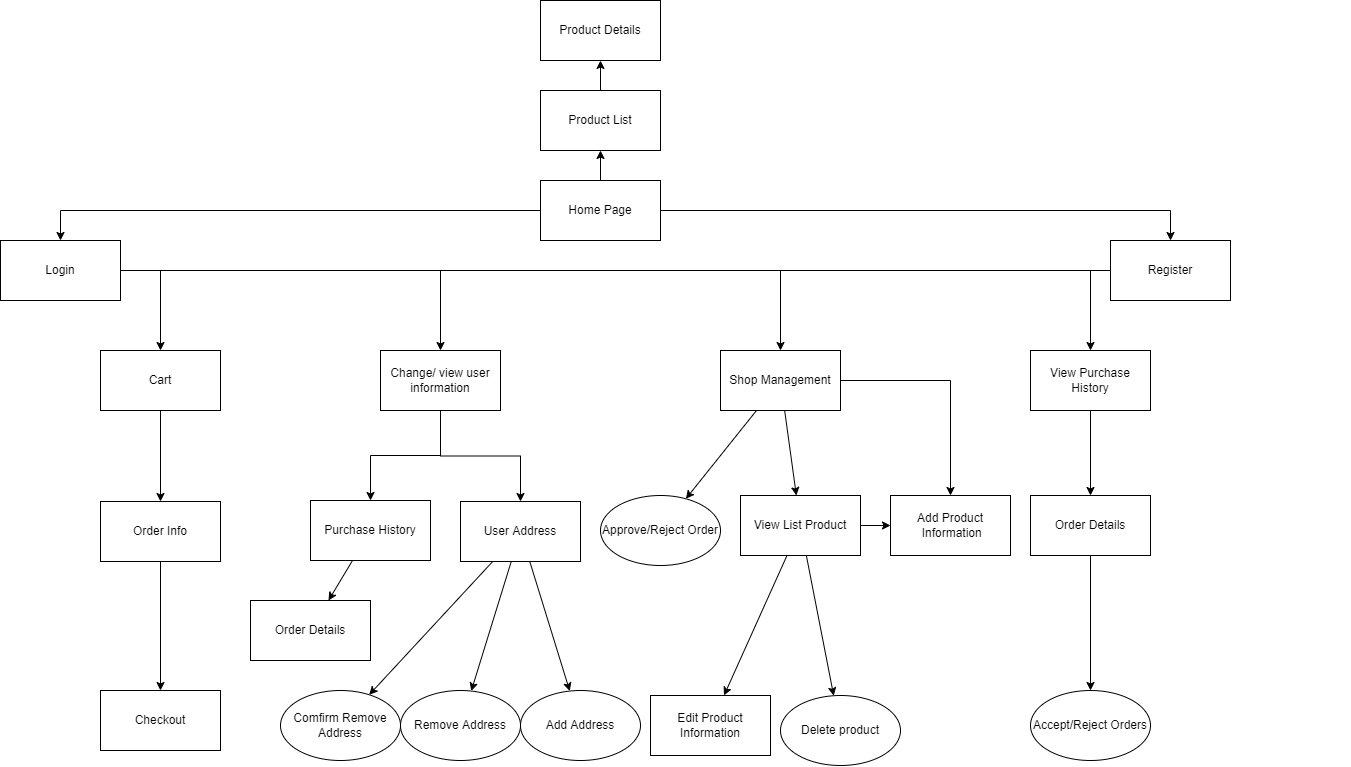 Product Details
Product List
Home Page
Login
Register
Cart
Change/ view user
information
Shop Management
View Purchase
History
Order Info
Purchase History
User Address
Approve/Reject Order
View List Product
Add Product
Information
Order Details
Order Details
Checkout
Comfirm Remove
Address
Remove Address
Add Address
Edit Product
Information
Delete product
Accept/Reject Orders